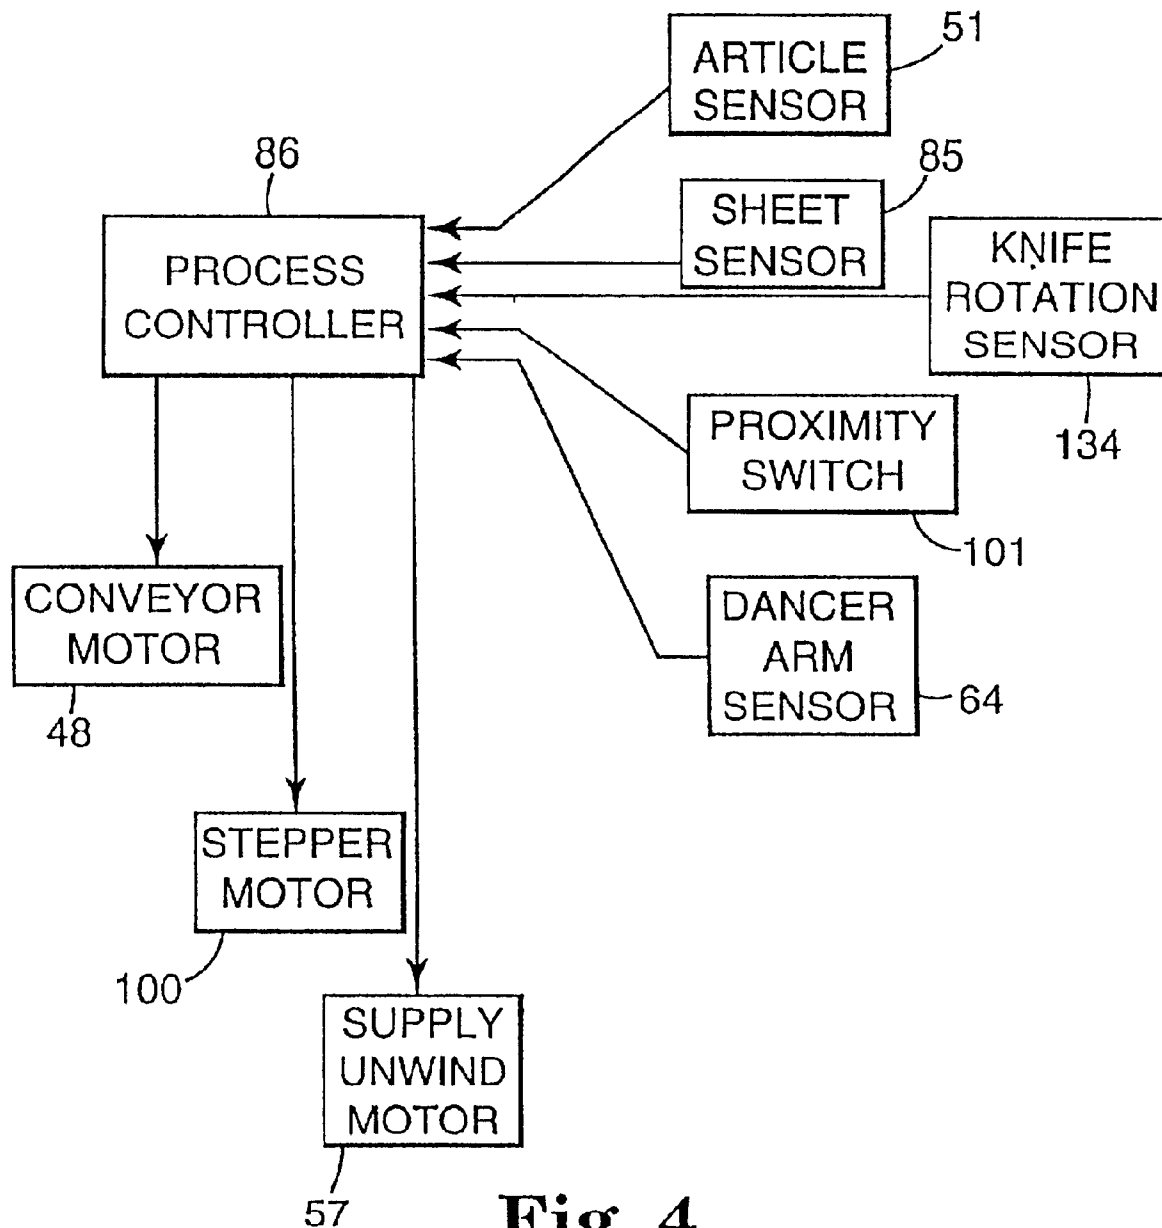 51
ARTICLE
SENSOR
86
85
SHEET
SENSOR
PROCESS
CONTROLLER
KNIFE
ROTATION
SENSOR
134
PROXIMITY
SWITCH
101
CONVEYOR
MOTOR
48
DANCER
ARM
SENSOR
64
STEPPER
MOTOR
100
SUPPLY
UNWIND
MOTOR
57
Fig. 4